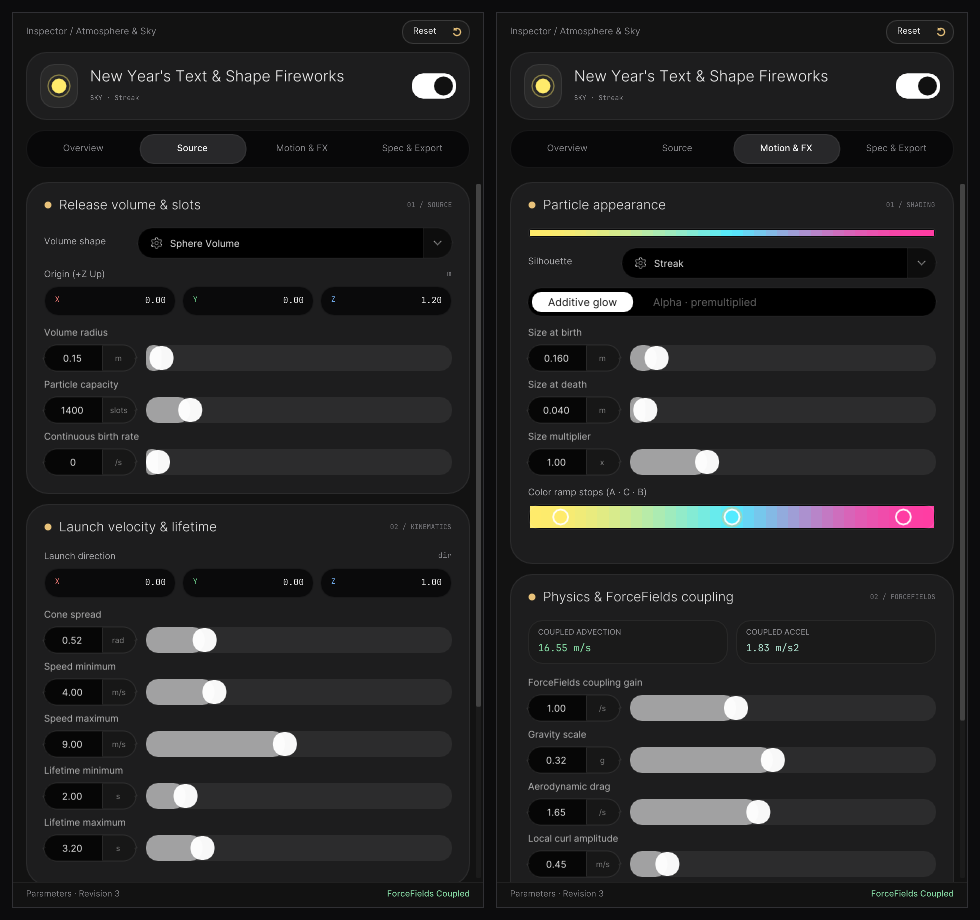 Inspector / Atmosphere & Sky
Reset
New Year's Text & Shape Fireworks
SKY · Streak
Overview
Source
Motion & FX
Spec & Export
Release volume & slots
01 / SOURCE
Volume shape
Sphere Volume
Origin (+Z Up)
m
X 0.00
Y 0.00
Z 1.20
Volume radius
0.15 m
Particle capacity
1400 slots
Continuous birth rate
0 /s
Launch velocity & lifetime
02 / KINEMATICS
Launch direction
dir
X 0.00
Y 0.00
Z 1.00
Cone spread
0.52 rad
Speed minimum
4.00 m/s
Speed maximum
9.00 m/s
Lifetime minimum
2.00 s
Lifetime maximum
3.20 s
Parameters · Revision 3
ForceFields Coupled
Inspector / Atmosphere & Sky
Reset
New Year's Text & Shape Fireworks
SKY · Streak
Overview
Source
Motion & FX
Spec & Export
Particle appearance
01 / SHADING
Silhouette
Streak
Additive glow
Alpha · premultiplied
Size at birth
0.160 m
Size at death
0.040 m
Size multiplier
1.00 x
Color ramp stops (A · C · B)
Physics & ForceFields coupling
02 / FORCEFIELDS
COUPLED ADVECTION
16.55 m/s
COUPLED ACCEL
1.83 m/s2
ForceFields coupling gain
1.00 /s
Gravity scale
0.32 g
Aerodynamic drag
1.65 /s
Local curl amplitude
0.45 m/s
Parameters · Revision 3
ForceFields Coupled